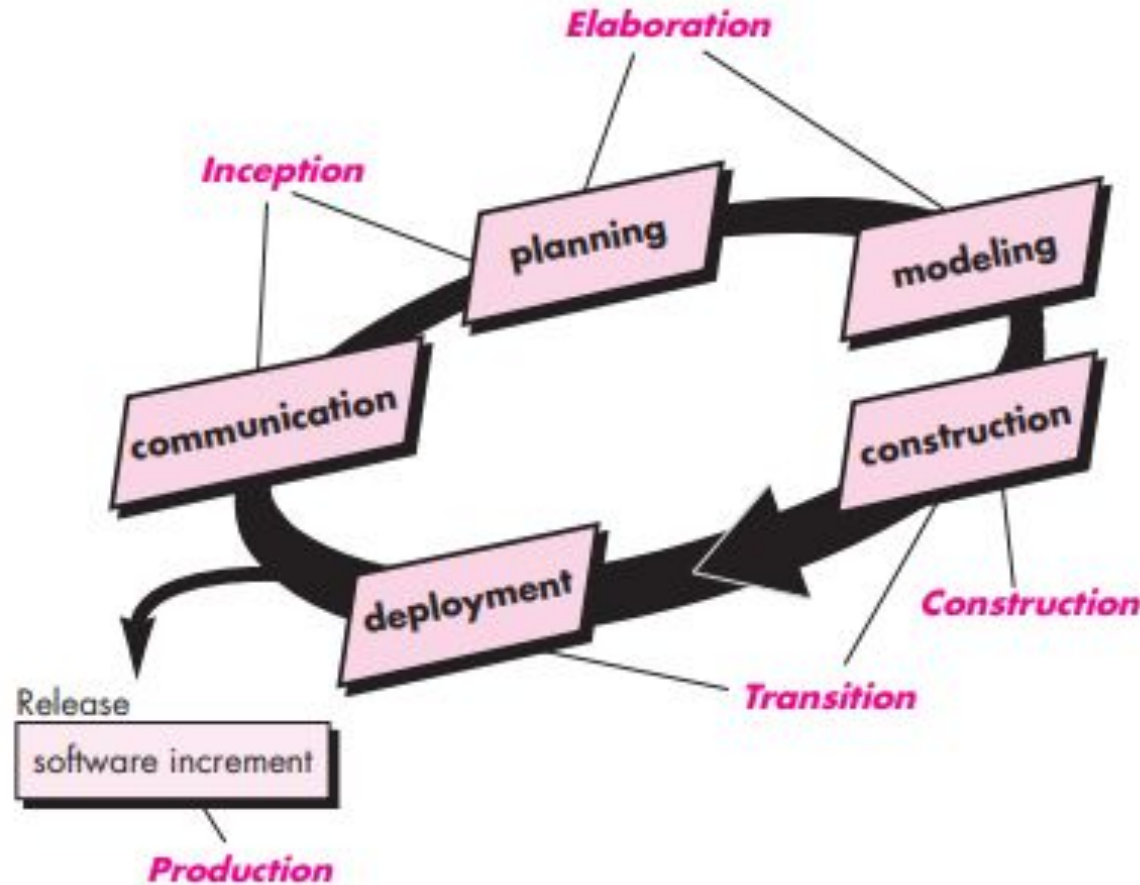 Elaboration
Inception
planning
modeling
communication
construction
deployment
Construction
Transition
Release
software increment
Production